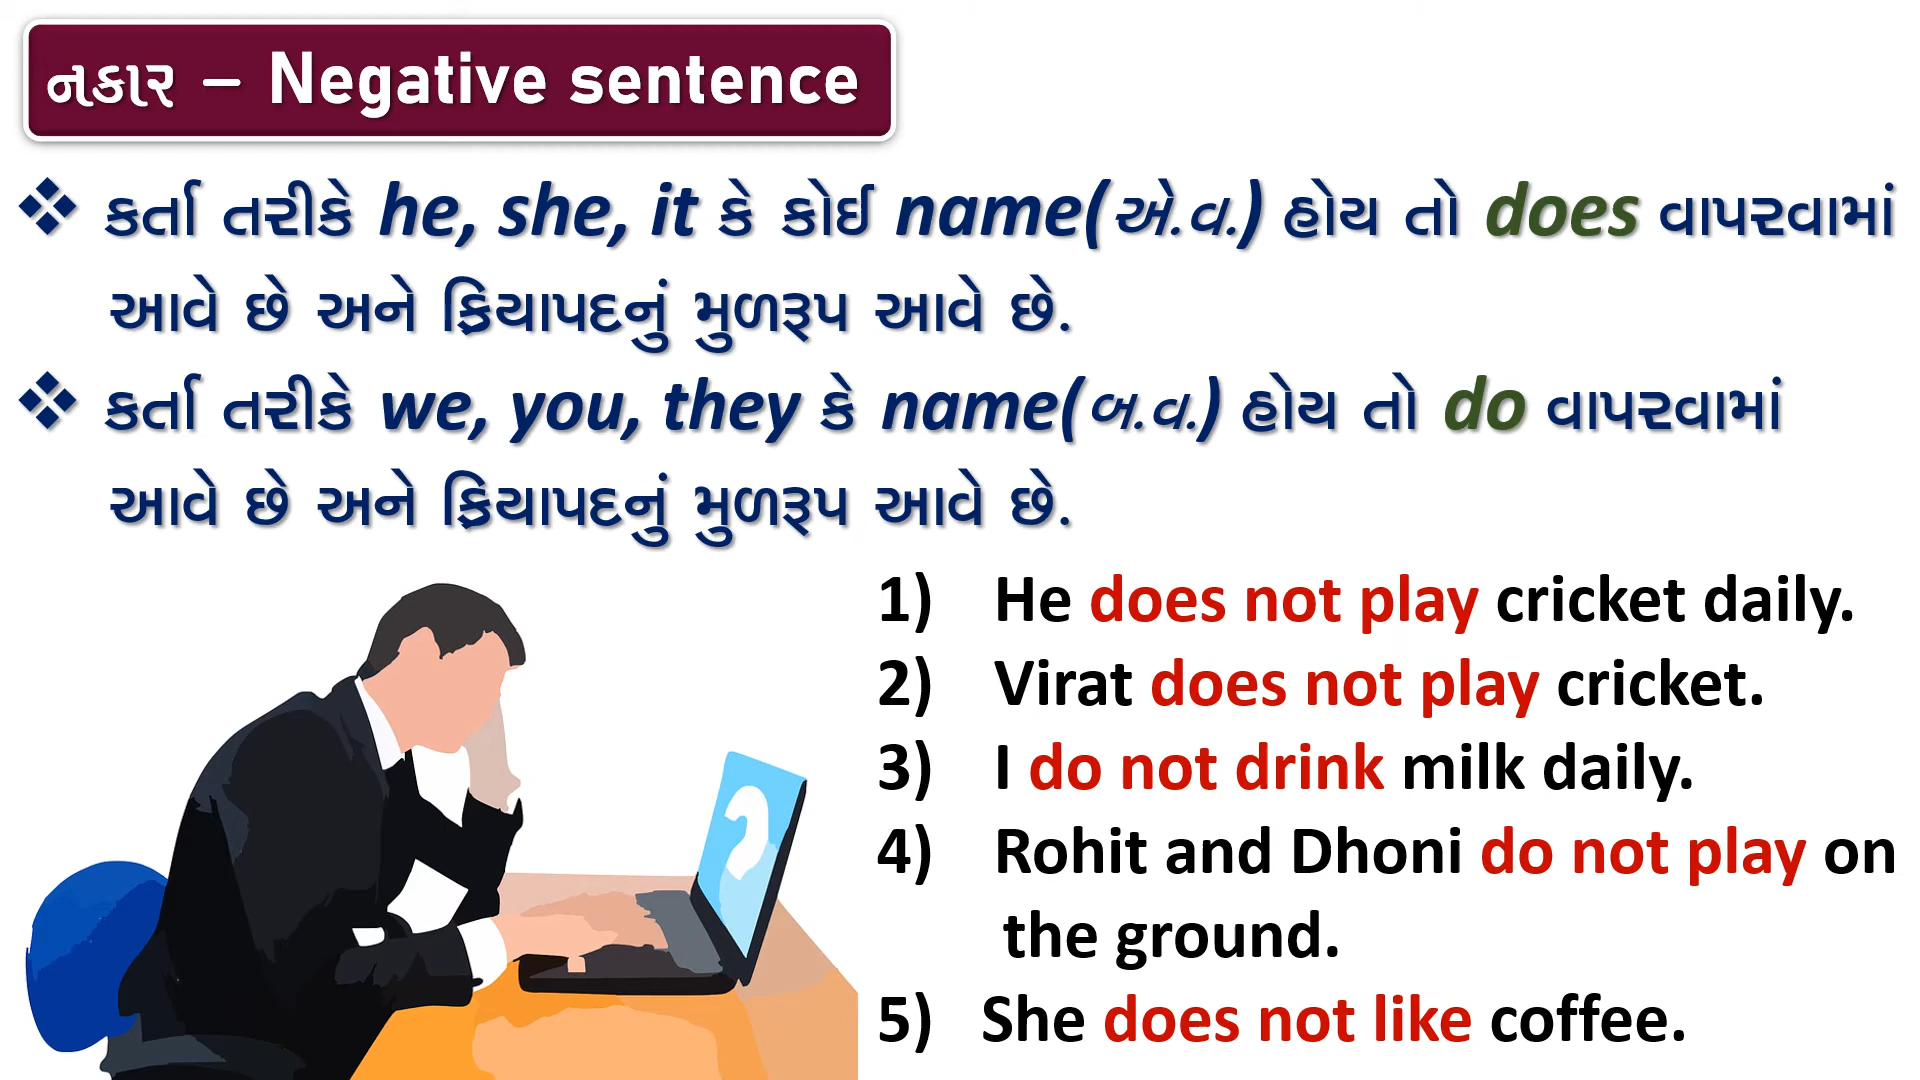 નકાર – Negative sentence
❖ કર્તા તરીકે he, she, it કે કોઈ name(એ.વ.) હોય તો does વાપરવામાં
આવે છે અને ક્રિયાપદનું મુળરૂપ આવે છે.
❖ કર્તા તરીકે we, you, they કે name(બ.વ.) હોય તો do વાપરવામાં
આવે છે અને ક્રિયાપદનું મુળરૂપ આવે છે.
1) He does not play cricket daily.
2) Virat does not play cricket.
3) I do not drink milk daily.
4) Rohit and Dhoni do not play on
the ground.
5) She does not like coffee.
?